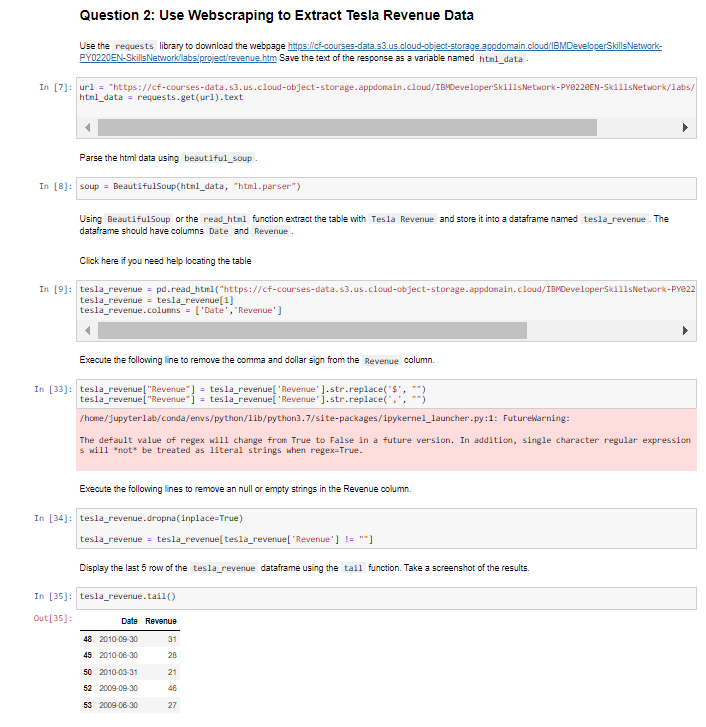 Question 2: Use Webscraping to Extract Tesla Revenue Data
Use the requests library to download the webpage https://cf-courses-data.s3.us.cloud-object-storage.appdomain.cloud/IBMDeveloperSkillsNetwork-
PY0220EN-SkillsNetwork/labs/project/revenue.htm Save the text of the response as a variable named html_data .
In [7]: url = "https://cf-courses-data.s3.us.cloud-object-storage.appdomain.cloud/IBMDeveloperSkillsNetwork-PY0220EN-SkillsNetwork/labs/
html_data = requests.get(url).text
Parse the html data using beautiful_soup .
In [8]: soup = BeautifulSoup(html_data, "html.parser")
Using BeautifulSoup or the read_html function extract the table with Tesla Revenue and store it into a dataframe named tesla_revenue . The
dataframe should have columns Date and Revenue .
Click here if you need help locating the table
In [9]: tesla_revenue = pd.read_html("https://cf-courses-data.s3.us.cloud-object-storage.appdomain.cloud/IBMDeveloperSkillsNetwork-PY022
tesla_revenue = tesla_revenue[1]
tesla_revenue.columns = ['Date','Revenue']
Execute the following line to remove the comma and dollar sign from the Revenue column.
In [33]: tesla_revenue["Revenue"] = tesla_revenue['Revenue'].str.replace('$', "")
tesla_revenue["Revenue"] = tesla_revenue['Revenue'].str.replace(',', "")
/home/jupyterlab/conda/envs/python/lib/python3.7/site-packages/ipykernel_launcher.py:1: FutureWarning:
The default value of regex will change from True to False in a future version. In addition, single character regular expression
s will *not* be treated as literal strings when regex=True.
Execute the following lines to remove an null or empty strings in the Revenue column.
In [34]: tesla_revenue.dropna(inplace=True)
tesla_revenue = tesla_revenue[tesla_revenue['Revenue'] != ""]
Display the last 5 row of the tesla_revenue dataframe using the tail function. Take a screenshot of the results.
In [35]: tesla_revenue.tail()
Out[35]:
Date Revenue
48 2010-09-30 31
49 2010-06-30 28
50 2010-03-31 21
52 2009-09-30 46
53 2009-06-30 27